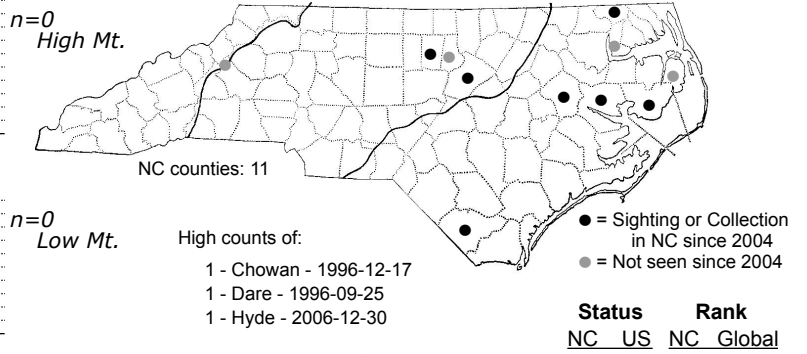 n=0
High Mt.
NC counties: 11
n=0
Low Mt.
High counts of:
1 - Chowan - 1996-12-17
1 - Dare - 1996-09-25
1 - Hyde - 2006-12-30
= Sighting or Collection
in NC since 2004
= Not seen since 2004
Status Rank
NC US NC Global